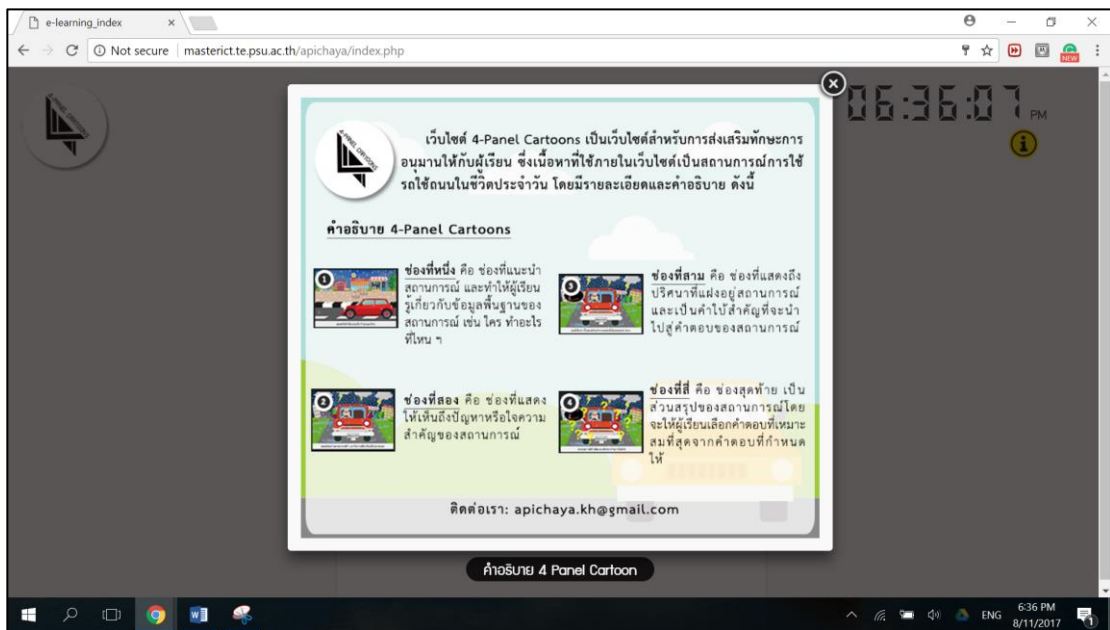 e-learning_index
Not secure
masterict.te.psu.ac.th/apichaya/index.php
NEW
06:36:07 PM
4-PANEL CARTOONS
4-PANEL CARTOONS
เว็บไซต์ 4-Panel Cartoons เป็นเว็บไซต์สำหรับการส่งเสริมทักษะการ
อนุมานให้กับผู้เรียน ซึ่งเนื้อหาที่ใช้ภายในเว็บไซต์เป็นสถานการณ์การใช้
รถใช้ถนนในชีวิตประจำวัน โดยมีรายละเอียดและคำอธิบาย ดังนี้
คำอธิบาย 4-Panel Cartoons
1
ช่องที่หนึ่ง คือ ช่องที่แนะนำ
สถานการณ์ และทำให้ผู้เรียน
รู้เกี่ยวกับข้อมูลพื้นฐานของ
สถานการณ์ เช่น ใคร ทำอะไร
ที่ไหน ฯ
2
ช่องที่สอง คือ ช่องที่แสดง
ให้เห็นถึงปัญหาหรือใจความ
สำคัญของสถานการณ์
3
ช่องที่สาม คือ ช่องที่แสดงถึง
ปริศนาที่แฝงอยู่สถานการณ์
และเป็นคำใบ้สำคัญที่จะนำ
ไปสู่คำตอบของสถานการณ์
4
ช่องที่สี่ คือ ช่องสุดท้าย เป็น
ส่วนสรุปของสถานการณ์โดย
จะให้ผู้เรียนเลือกคำตอบที่เหมาะ
สมที่สุดจากคำตอบที่กำหนด
ให้
ติดต่อเรา: apichaya.kh@gmail.com
คำอธิบาย 4 Panel Cartoon
ENG
6:36 PM
8/11/2017
1